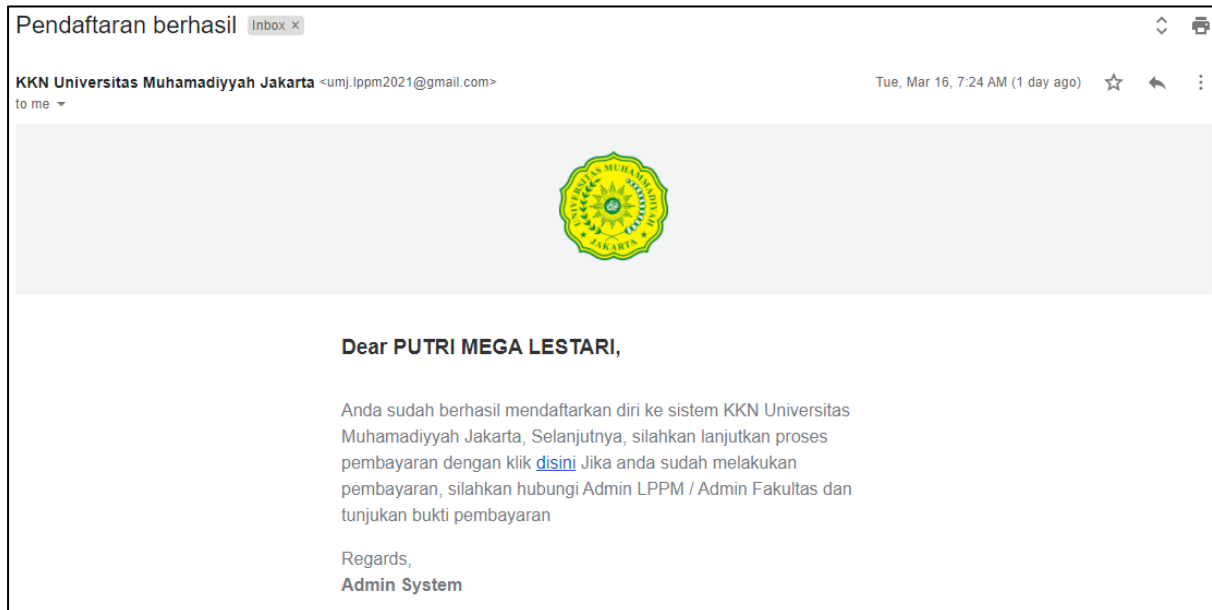 Pendaftaran berhasil Inbox ×
KKN Universitas Muhamadiyyah Jakarta <umj.lppm2021@gmail.com> Tue, Mar 16, 7:24 AM (1 day ago)
to me
UNIVERSITAS MUHAMMADIYAH
JAKARTA
Dear PUTRI MEGA LESTARI,
Anda sudah berhasil mendaftarkan diri ke sistem KKN Universitas
Muhamadiyyah Jakarta, Selanjutnya, silahkan lanjutkan proses
pembayaran dengan klik disini Jika anda sudah melakukan
pembayaran, silahkan hubungi Admin LPPM / Admin Fakultas dan
tunjukan bukti pembayaran
Regards,
Admin System